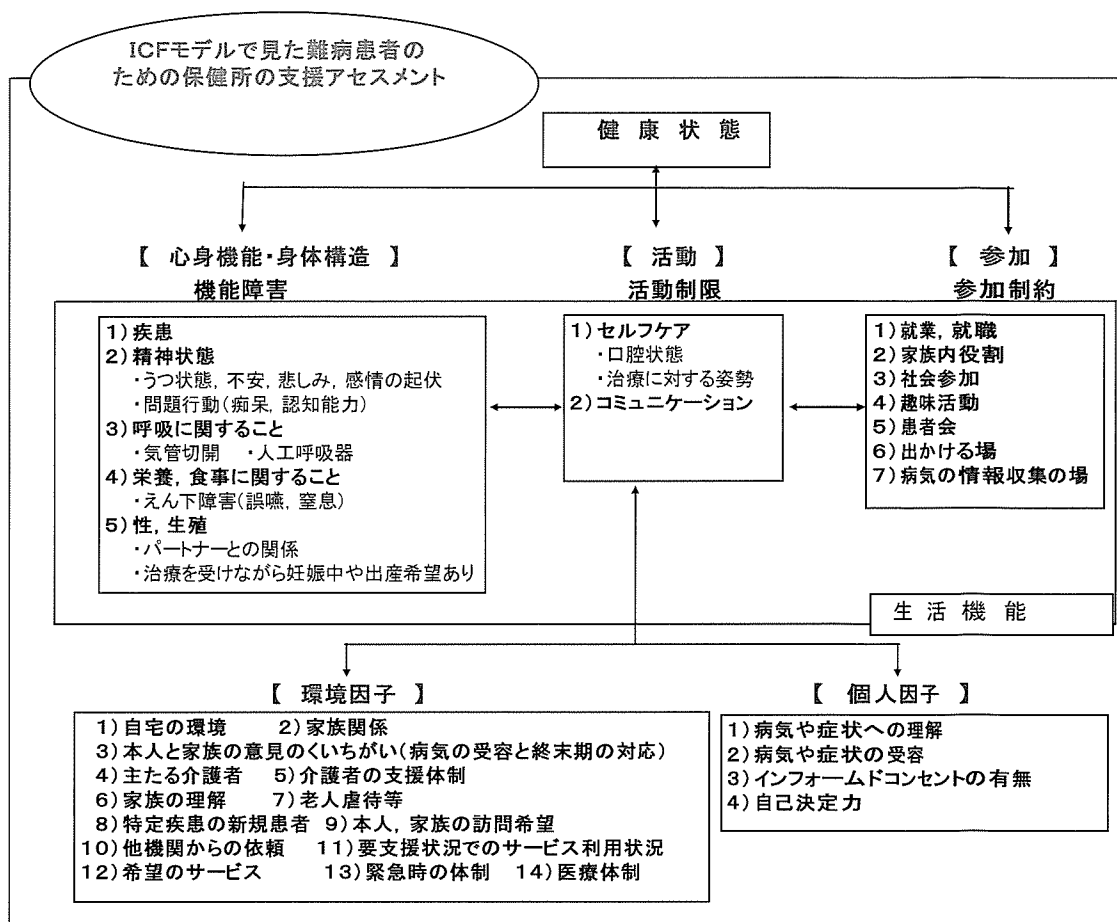 ICFモデルで見た難病患者の
ための保健所の支援アセスメント
健 康 状 態
【 心身機能・身体構造 】
機能障害
【 活動 】
活動制限
【 参加 】
参加制約
1)疾患
2)精神状態
・うつ状態, 不安, 悲しみ, 感情の起伏
・問題行動(痴呆, 認知能力)
3)呼吸に関すること
・気管切開 ・人工呼吸器
4)栄養, 食事に関すること
・えん下障害(誤嚥, 窒息)
5)性, 生殖
・パートナーとの関係
・治療を受けながら妊娠中や出産希望あり
1)セルフケア
・口腔状態
・治療に対する姿勢
2)コミュニケーション
1)就業, 就職
2)家族内役割
3)社会参加
4)趣味活動
5)患者会
6)出かける場
7)病気の情報収集の場
生 活 機 能
【 環境因子 】
1)自宅の環境 2)家族関係
3)本人と家族の意見のくいちがい(病気の受容と終末期の対応)
4)主たる介護者 5)介護者の支援体制
6)家族の理解 7)老人虐待等
8)特定疾患の新規患者 9)本人, 家族の訪問希望
10)他機関からの依頼 11)要支援状況でのサービス利用状況
12)希望のサービス 13)緊急時の体制 14)医療体制
【 個人因子 】
1)病気や症状への理解
2)病気や症状の受容
3)インフォームドコンセントの有無
4)自己決定力